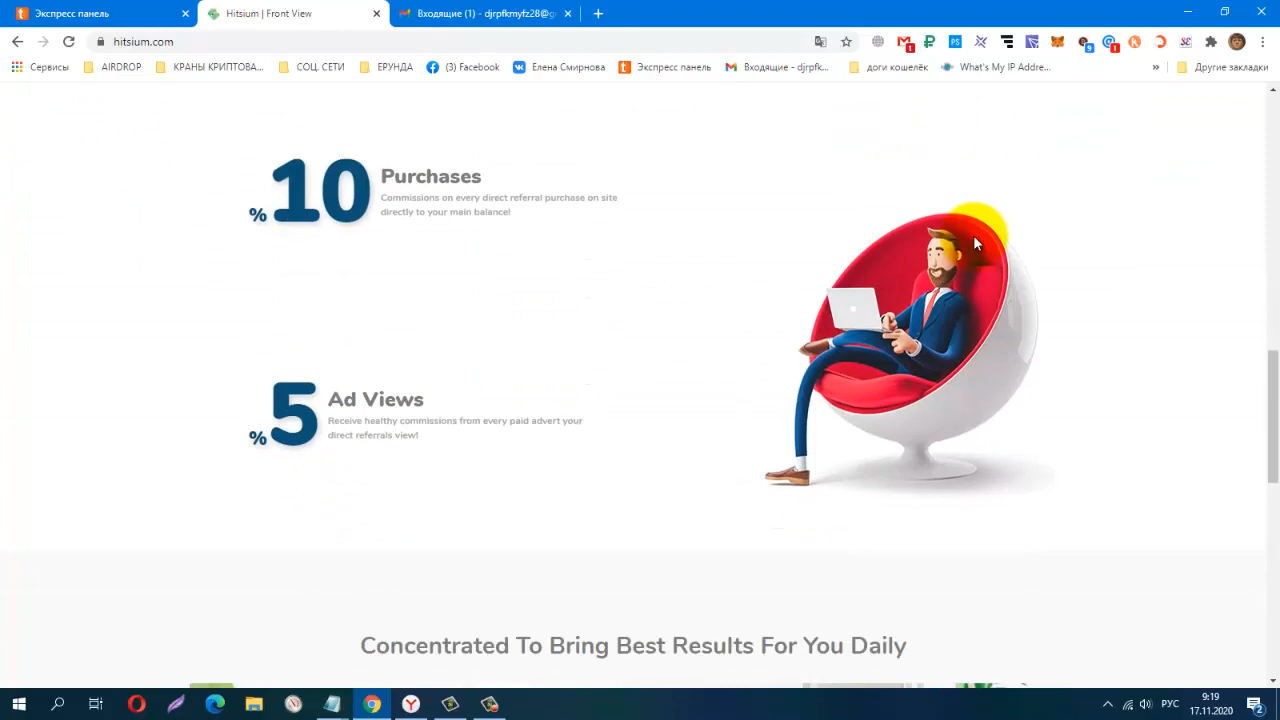 Экспресс панель
Hitsium | Front View
Входящие (1) - djrpfkmyfz28@g
hitsium.com
Сервисы
AIRDROP
КРАНЫ КРИПТОВА...
СОЦ. СЕТИ
ЕРУНДА
(3) Facebook
Елена Смирнова
Экспресс панель
Входящие - djrpfk...
доги кошелёк
What's My IP Addre...
»
Другие закладки
%10
Purchases
Commissions on every direct referral purchase on site
directly to your main balance!
%5
Ad Views
Receive healthy commissions from every paid advert your
direct referrals view!
Concentrated To Bring Best Results For You Daily
РУС
9:19
17.11.2020
2